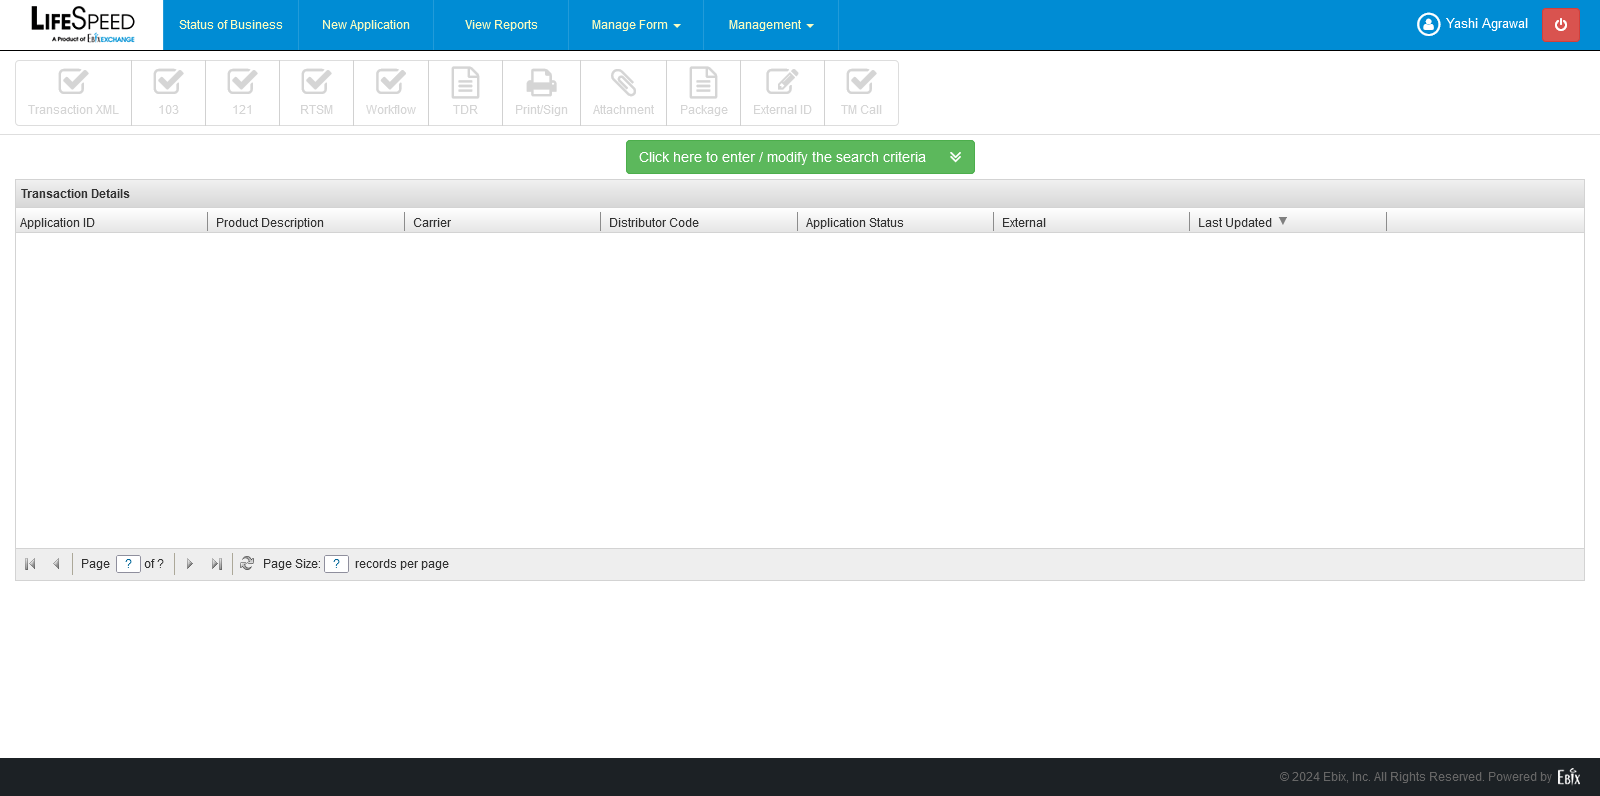 LIFESPEED
A Product of EbixEXCHANGE
Status of Business New Application View Reports Manage Form Management Yashi Agrawal
Transaction XML 103 121 RTSM Workflow TDR Print/Sign Attachment Package External ID TM Call
Click here to enter / modify the search criteria
Transaction Details
Application ID Product Description Carrier Distributor Code Application Status External Last Updated
Page ? of ? Page Size: ? records per page
© 2024 Ebix, Inc. All Rights Reserved. Powered by EBIX